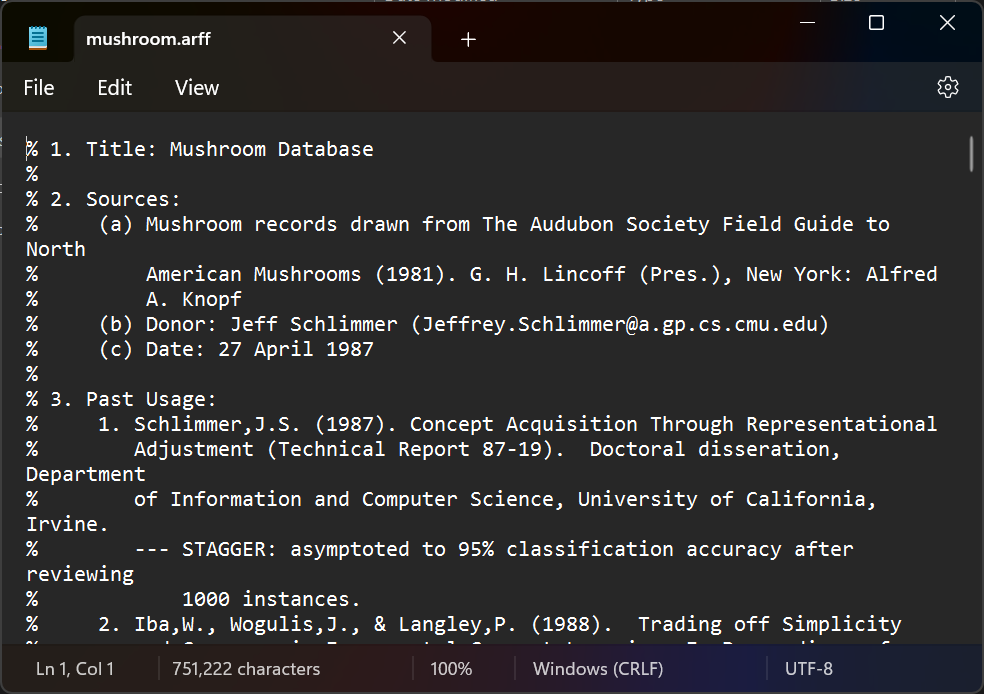 mushroom.arff
File Edit View
% 1. Title: Mushroom Database
%
% 2. Sources:
%     (a) Mushroom records drawn from The Audubon Society Field Guide to
North
%         American Mushrooms (1981). G. H. Lincoff (Pres.), New York: Alfred
%         A. Knopf
%     (b) Donor: Jeff Schlimmer (Jeffrey.Schlimmer@a.gp.cs.cmu.edu)
%     (c) Date: 27 April 1987
%
% 3. Past Usage:
%     1. Schlimmer,J.S. (1987). Concept Acquisition Through Representational
%        Adjustment (Technical Report 87-19).  Doctoral disseration,
Department
%        of Information and Computer Science, University of California,
Irvine.
%        --- STAGGER: asymptoted to 95% classification accuracy after
reviewing
%            1000 instances.
%     2. Iba,W., Wogulis,J., & Langley,P. (1988).  Trading off Simplicity
Ln 1, Col 1 751,222 characters 100% Windows (CRLF) UTF-8